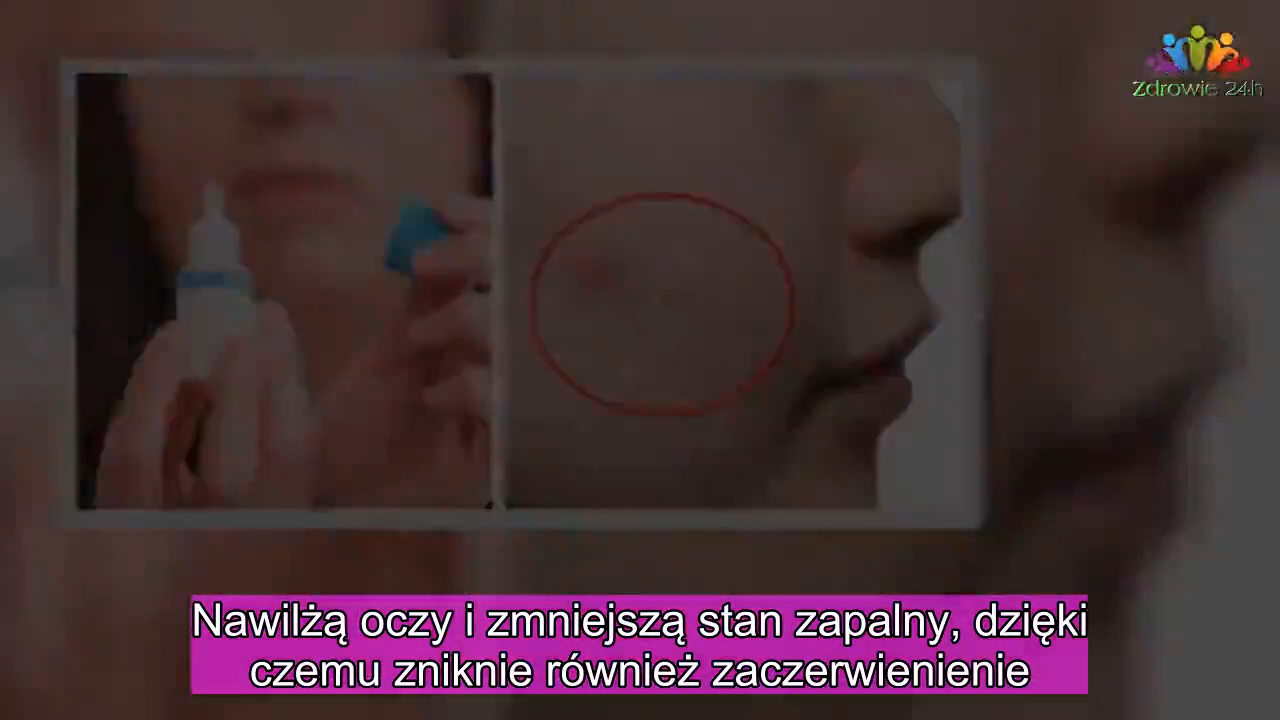 Zdrowie 24h
Nawilżą oczy i zmniejszą stan zapalny, dzięki
czemu zniknie również zaczerwienienie